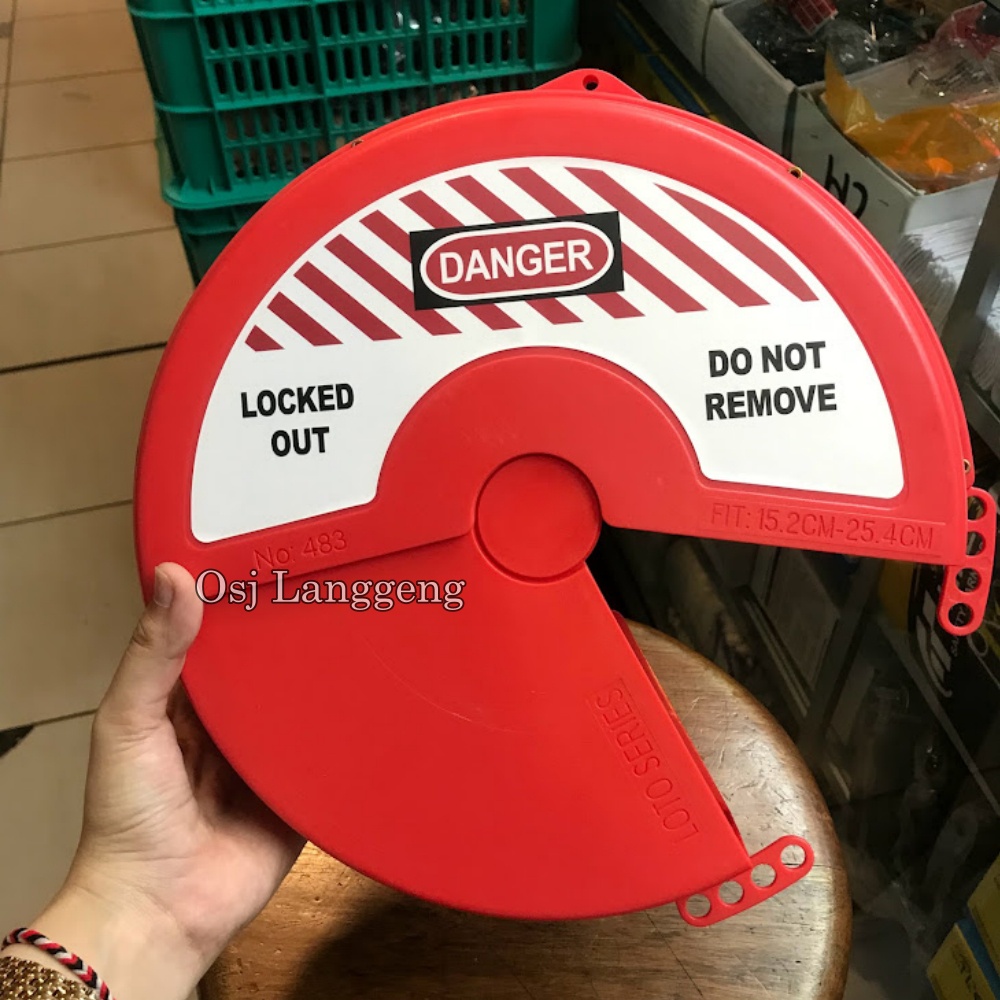 DANGER
LOCKED
OUT
DO NOT
REMOVE
FIT: 15.2CM-25.4CM
No: 483
Osj Langgeng
LOTO SERIES